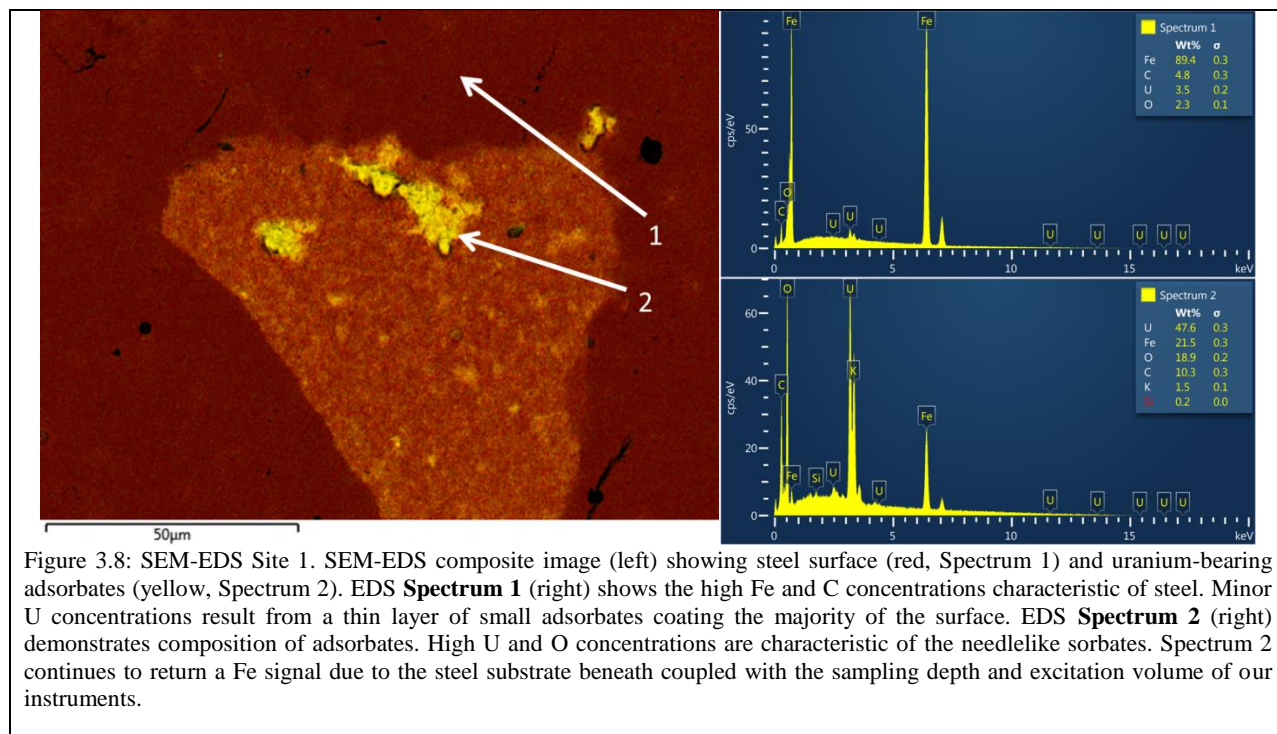 1
2
50µm
Fe
Fe
Spectrum 1
Wt% σ
Fe 89.4 0.3
C 4.8 0.3
U 3.5 0.2
O 2.3 0.1
cps/eV
50
0
O
C
U
U
U
U
U
U
U
U
0 5 10 15 keV
O
U
Spectrum 2
Wt% σ
U 47.6 0.3
Fe 21.5 0.3
O 18.9 0.2
C 10.3 0.3
K 1.5 0.1
0.2 0.0
cps/eV
60
40
20
0
C
K
Fe
Fe
Si
U
U
U
U
U
U
U
0 5 10 15 keV
Figure 3.8: SEM-EDS Site 1. SEM-EDS composite image (left) showing steel surface (red, Spectrum 1) and uranium-bearing
adsorbates (yellow, Spectrum 2). EDS Spectrum 1 (right) shows the high Fe and C concentrations characteristic of steel. Minor
U concentrations result from a thin layer of small adsorbates coating the majority of the surface. EDS Spectrum 2 (right)
demonstrates composition of adsorbates. High U and O concentrations are characteristic of the needlelike sorbates. Spectrum 2
continues to return a Fe signal due to the steel substrate beneath coupled with the sampling depth and excitation volume of our
instruments.